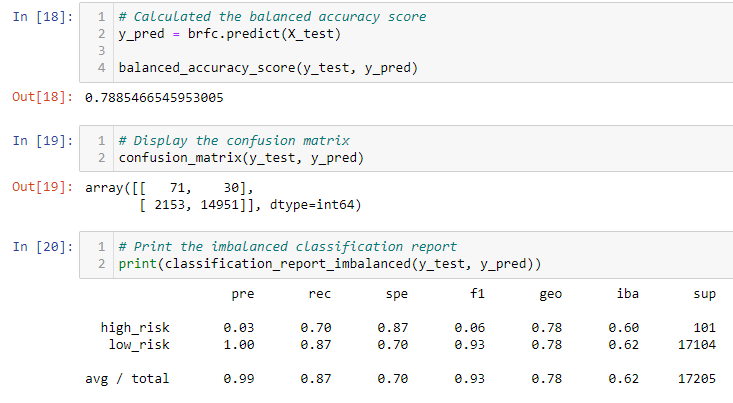 In [18]: 1 # Calculated the balanced accuracy score
2 y_pred = brfc.predict(X_test)
3
4 balanced_accuracy_score(y_test, y_pred)
Out[18]: 0.7885466545953005
In [19]: 1 # Display the confusion matrix
2 confusion_matrix(y_test, y_pred)
Out[19]: array([[ 71, 30],
[ 2153, 14951]], dtype=int64)
In [20]: 1 # Print the imbalanced classification report
2 print(classification_report_imbalanced(y_test, y_pred))
pre rec spe f1 geo iba sup
high_risk 0.03 0.70 0.87 0.06 0.78 0.60 101
low_risk 1.00 0.87 0.70 0.93 0.78 0.62 17104
avg / total 0.99 0.87 0.70 0.93 0.78 0.62 17205